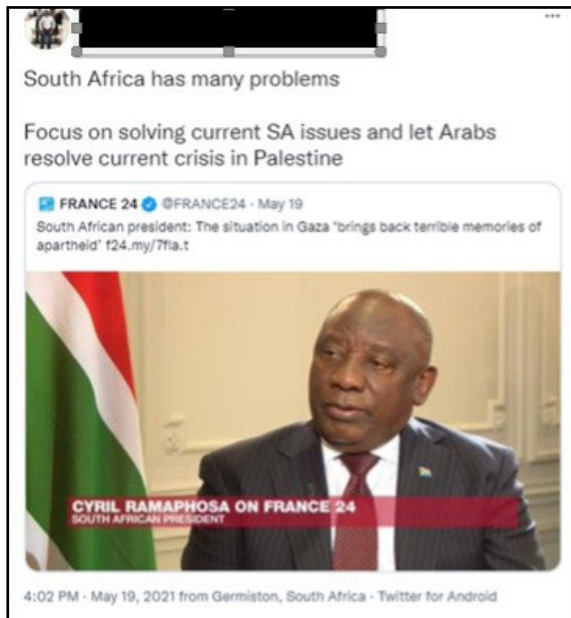 South Africa has many problems
Focus on solving current SA issues and let Arabs
resolve current crisis in Palestine
FRANCE 24 @FRANCE24 · May 19
South African president: The situation in Gaza 'brings back terrible memories of
apartheid' f24.my/7fla.t
CYRIL RAMAPHOSA ON FRANCE 24
SOUTH AFRICAN PRESIDENT
4:02 PM · May 19, 2021 from Germiston, South Africa · Twitter for Android